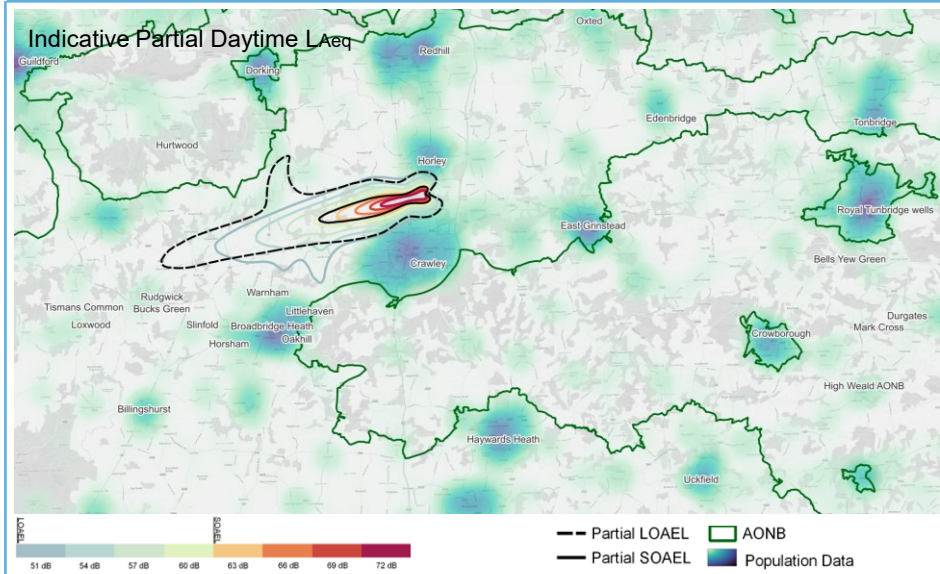 Indicative Partial Daytime LAeq
Oxted
Guildford
Redhill
Dorking
Edenbridge
Tonbridge
Hurtwood
Horley
Royal Tunbridge wells
East Grinstead
Bells Yew Green
Crawley
Warnham
Rudgwick
Tismans Common
Bucks Green
Littlehaven
Loxwood
Slinfold
Broadbridge Heath
Horsham
Oakhill
Durgates
Mark Cross
Crowborough
High Weald AONB
Billingshurst
Haywards Heath
Uckfield
LOAEL
SOAEL
51 dB 54 dB 57 dB 60 dB 63 dB 66 dB 69 dB 72 dB
Partial LOAEL
AONB
Partial SOAEL
Population Data